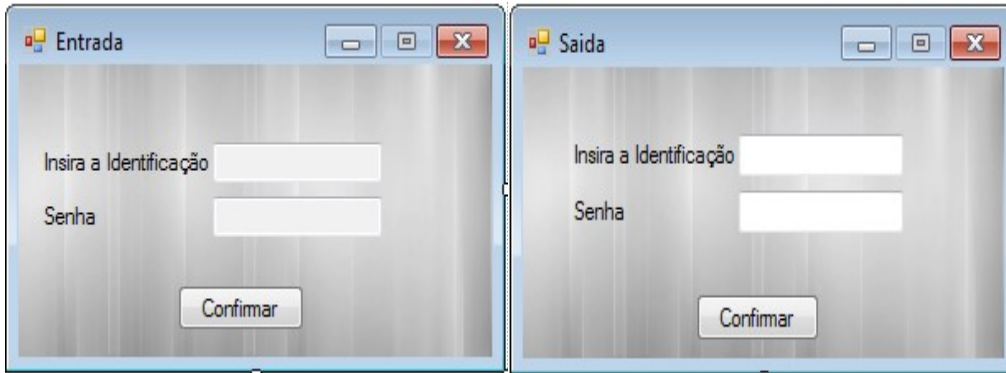 Entrada
Insira a Identificação
Senha
Confirmar
Saida
Insira a Identificação
Senha
Confirmar